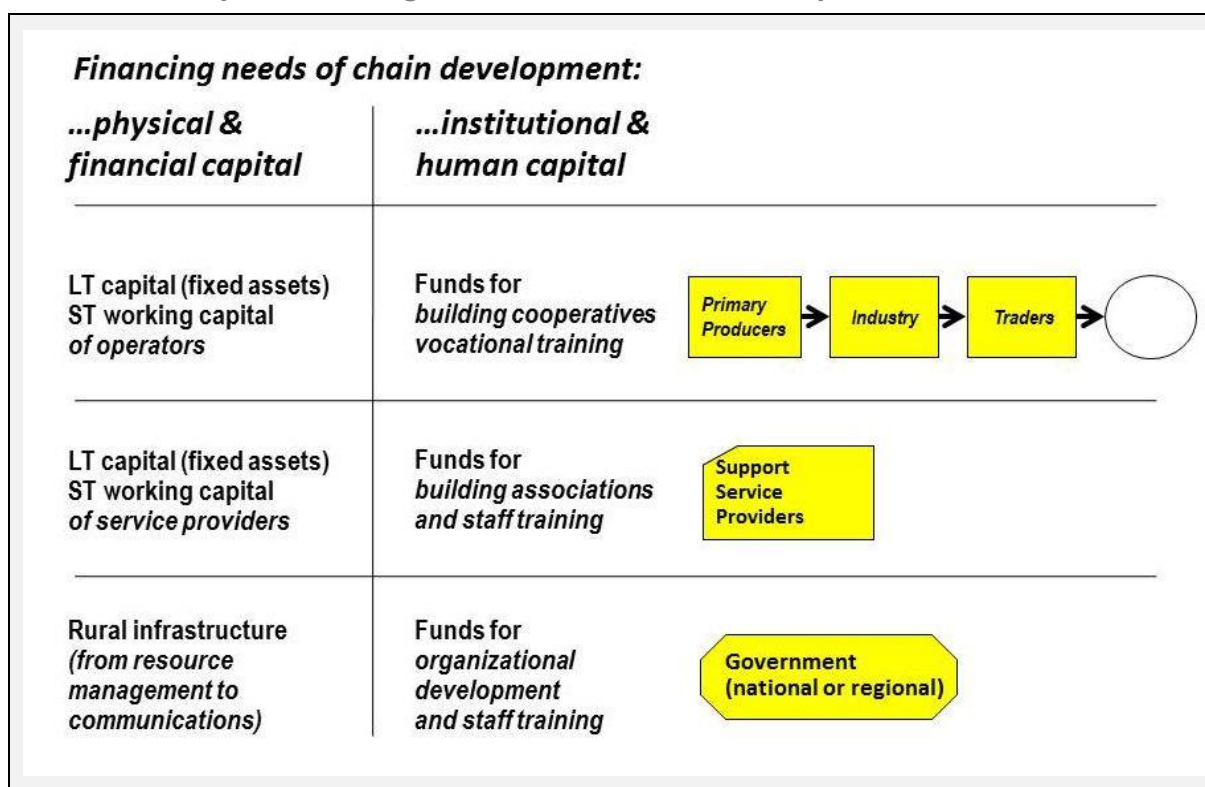 Financing needs of chain development:
...physical &
financial capital
...institutional &
human capital
LT capital (fixed assets)
ST working capital
of operators
Funds for
building cooperatives
vocational training
Primary
Producers
Industry
Traders
LT capital (fixed assets)
ST working capital
of service providers
Funds for
building associations
and staff training
Support
Service
Providers
Rural infrastructure
(from resource
management to
communications)
Funds for
organizational
development
and staff training
Government
(national or regional)